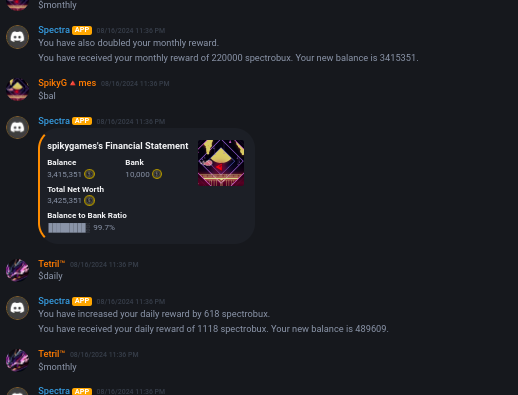 $monthly
Spectra APP 08/16/2024 11:36 PM
You have also doubled your monthly reward.
You have received your monthly reward of 220000 spectrobux. Your new balance is 3415351.
SpikyG🔺mes 08/16/2024 11:36 PM
$bal
Spectra APP 08/16/2024 11:36 PM
spikygames's Financial Statement
Balance Bank
3,415,351 10,000
Total Net Worth
3,425,351
Balance to Bank Ratio
99.7%
Tetril™ 08/16/2024 11:36 PM
$daily
Spectra APP 08/16/2024 11:36 PM
You have increased your daily reward by 618 spectrobux.
You have received your daily reward of 1118 spectrobux. Your new balance is 489609.
Tetril™ 08/16/2024 11:36 PM
$monthly
Spectra APP 08/16/2024 11:36 PM